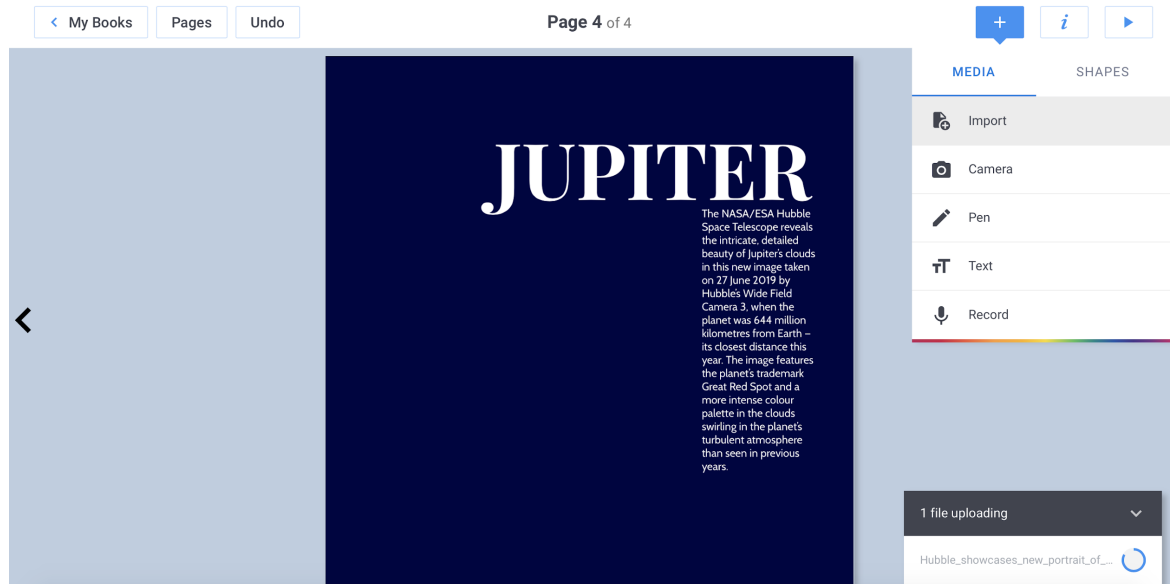 My Books
Pages
Undo
Page 4 of 4
i
MEDIA
SHAPES
Import
Camera
Pen
Text
Record
JUPITER
The NASA/ESA Hubble
Space Telescope reveals
the intricate, detailed
beauty of Jupiter's clouds
in this new image taken
on 27 June 2019 by
Hubble's Wide Field
Camera 3, when the
planet was 644 million
kilometres from Earth –
its closest distance this
year. The image features
the planet's trademark
Great Red Spot and a
more intense colour
palette in the clouds
swirling in the planet's
turbulent atmosphere
than seen in previous
years.
1 file uploading
Hubble_showcases_new_portrait_of_...